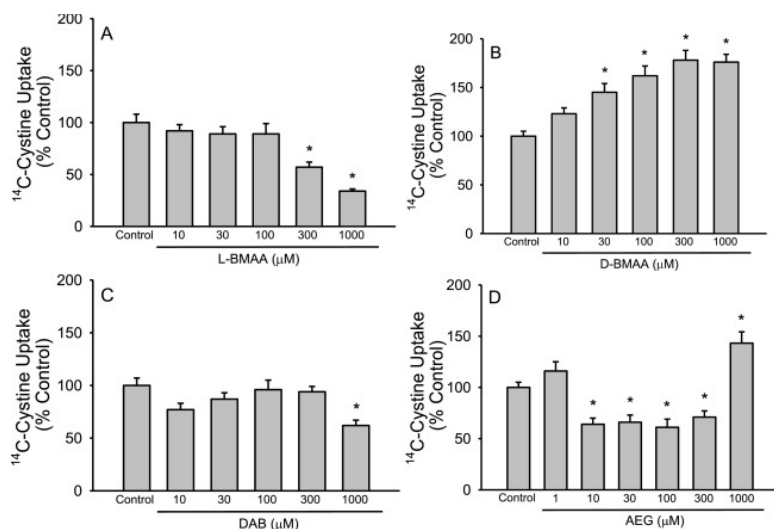 A
¹⁴C-Cystine Uptake
(% Control)
200
150
100
50
0
Control 10 30 100 300 1000
* *
L-BMAA (μM)
B
¹⁴C-Cystine Uptake
(% Control)
200
150
100
50
0
Control 10 30 100 300 1000
* * * *
D-BMAA (μM)
C
¹⁴C-Cystine Uptake
(% Control)
200
150
100
50
0
Control 10 30 100 300 1000
*
DAB (μM)
D
¹⁴C-Cystine Uptake
(% Control)
200
150
100
50
0
Control 1 10 30 100 300 1000
* * * * *
AEG (μM)